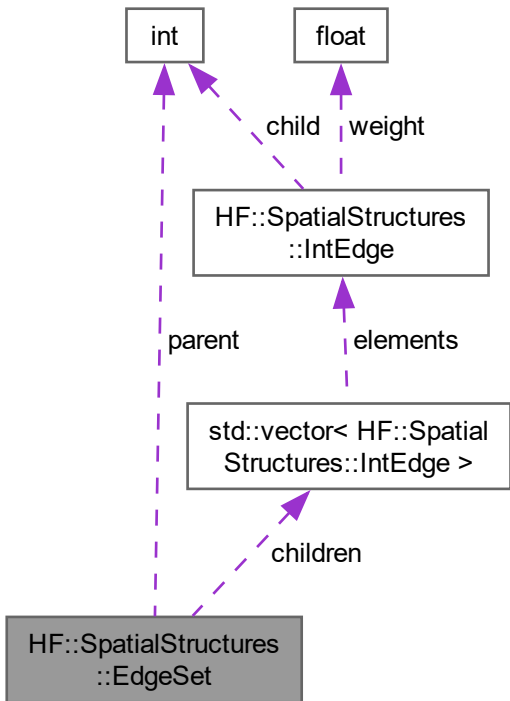 int
float
child
weight
HF::SpatialStructures
::IntEdge
parent
elements
std::vector< HF::Spatial
Structures::IntEdge >
children
HF::SpatialStructures
::EdgeSet